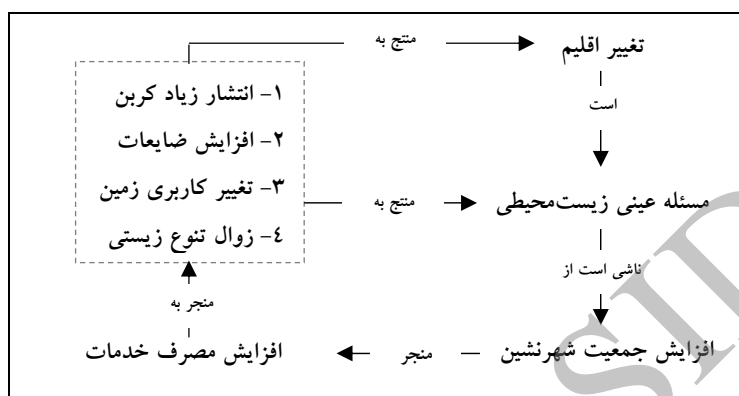 منتج به
تغییر اقلیم
۱- انتشار زیاد کربن
۲- افزایش ضایعات
۳- تغییر کاربری زمین
۴- زوال تنوع زیستی
است
منتج به
مسئله عینی زیست‌محیطی
ناشی است از
منجر به
افزایش جمعیت شهرنشین
منجر
افزایش مصرف خدمات
SID